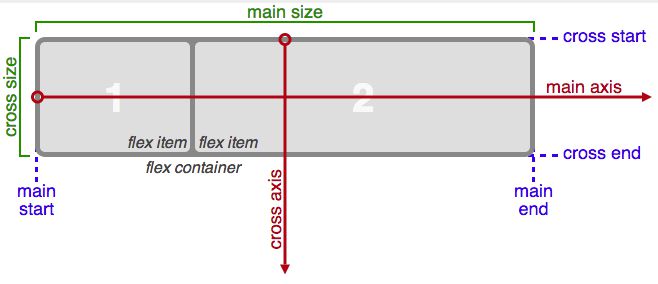 main size
cross start
cross size
1
2
main axis
flex item
flex item
cross end
flex container
cross axis
main
start
main
end